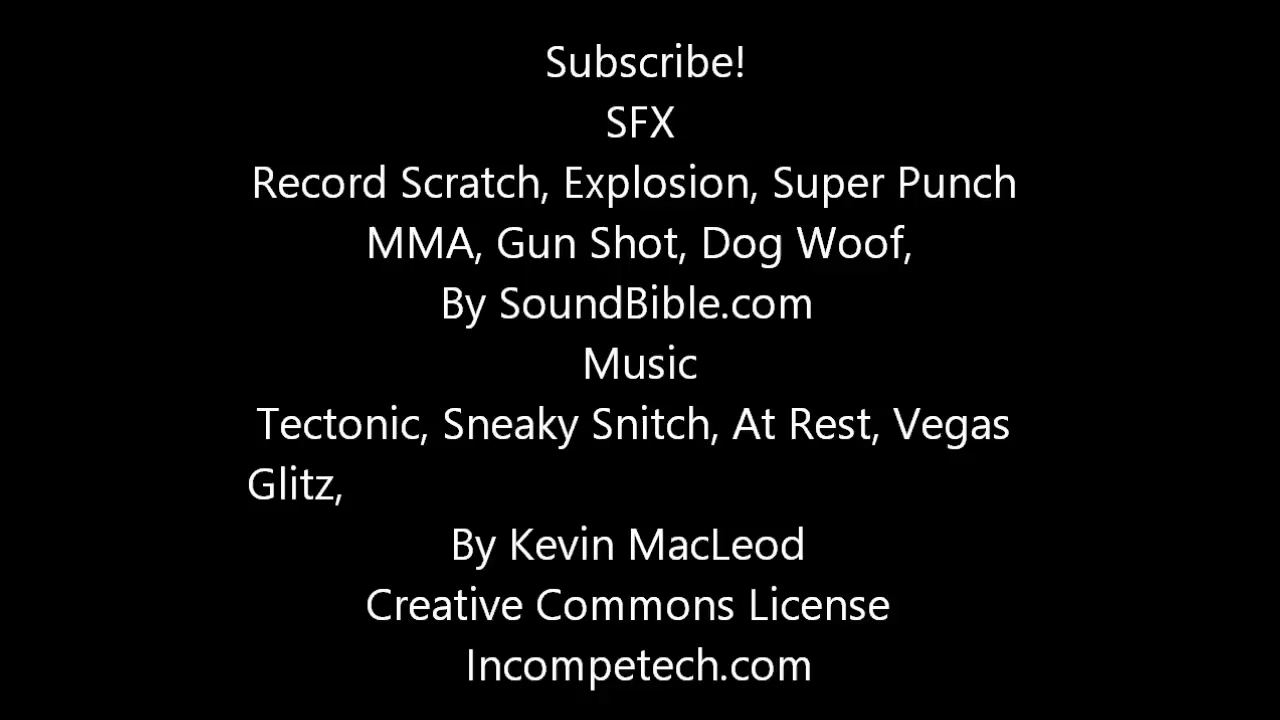 Subscribe!
SFX
Record Scratch, Explosion, Super Punch
MMA, Gun Shot, Dog Woof,
By SoundBible.com
Music
Tectonic, Sneaky Snitch, At Rest, Vegas
Glitz,
By Kevin MacLeod
Creative Commons License
Incompetech.com